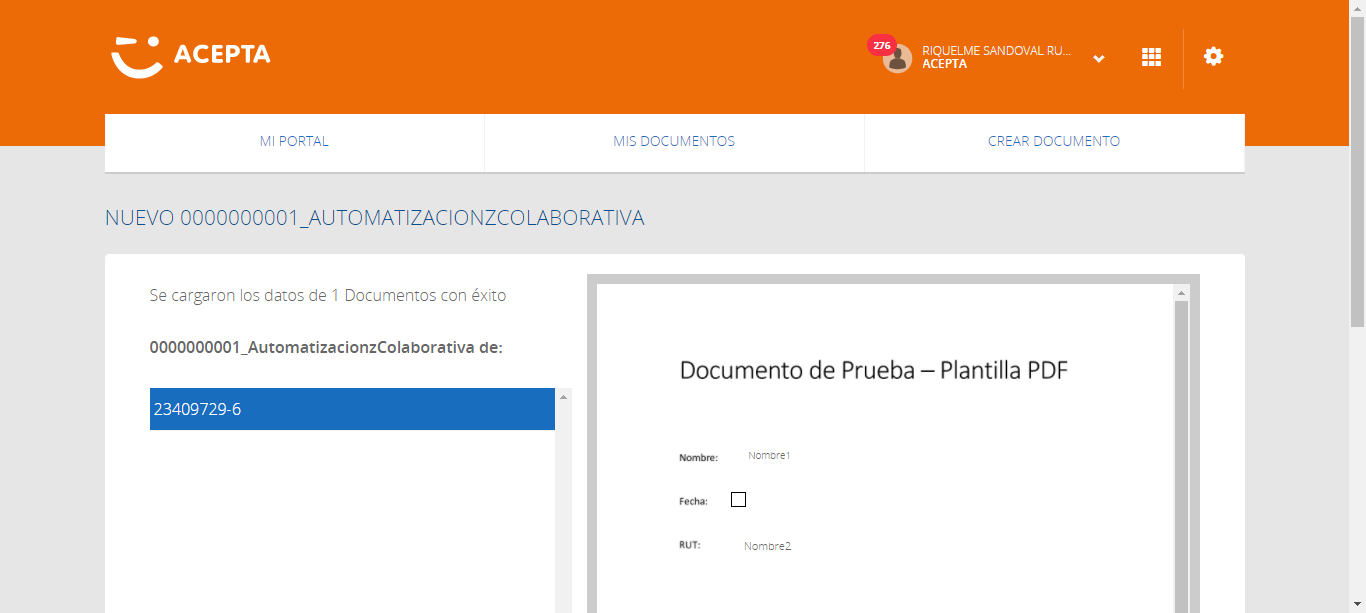 ACEPTA
276
RIQUELME SANDOVAL RU...
ACEPTA
MI PORTAL
MIS DOCUMENTOS
CREAR DOCUMENTO
NUEVO 0000000001_AUTOMATIZACIONZCOLABORATIVA
Se cargaron los datos de 1 Documentos con éxito
0000000001_AutomatizacionzColaborativa de:
23409729-6
Documento de Prueba – Plantilla PDF
Nombre: Nombre1
Fecha:
RUT: Nombre2